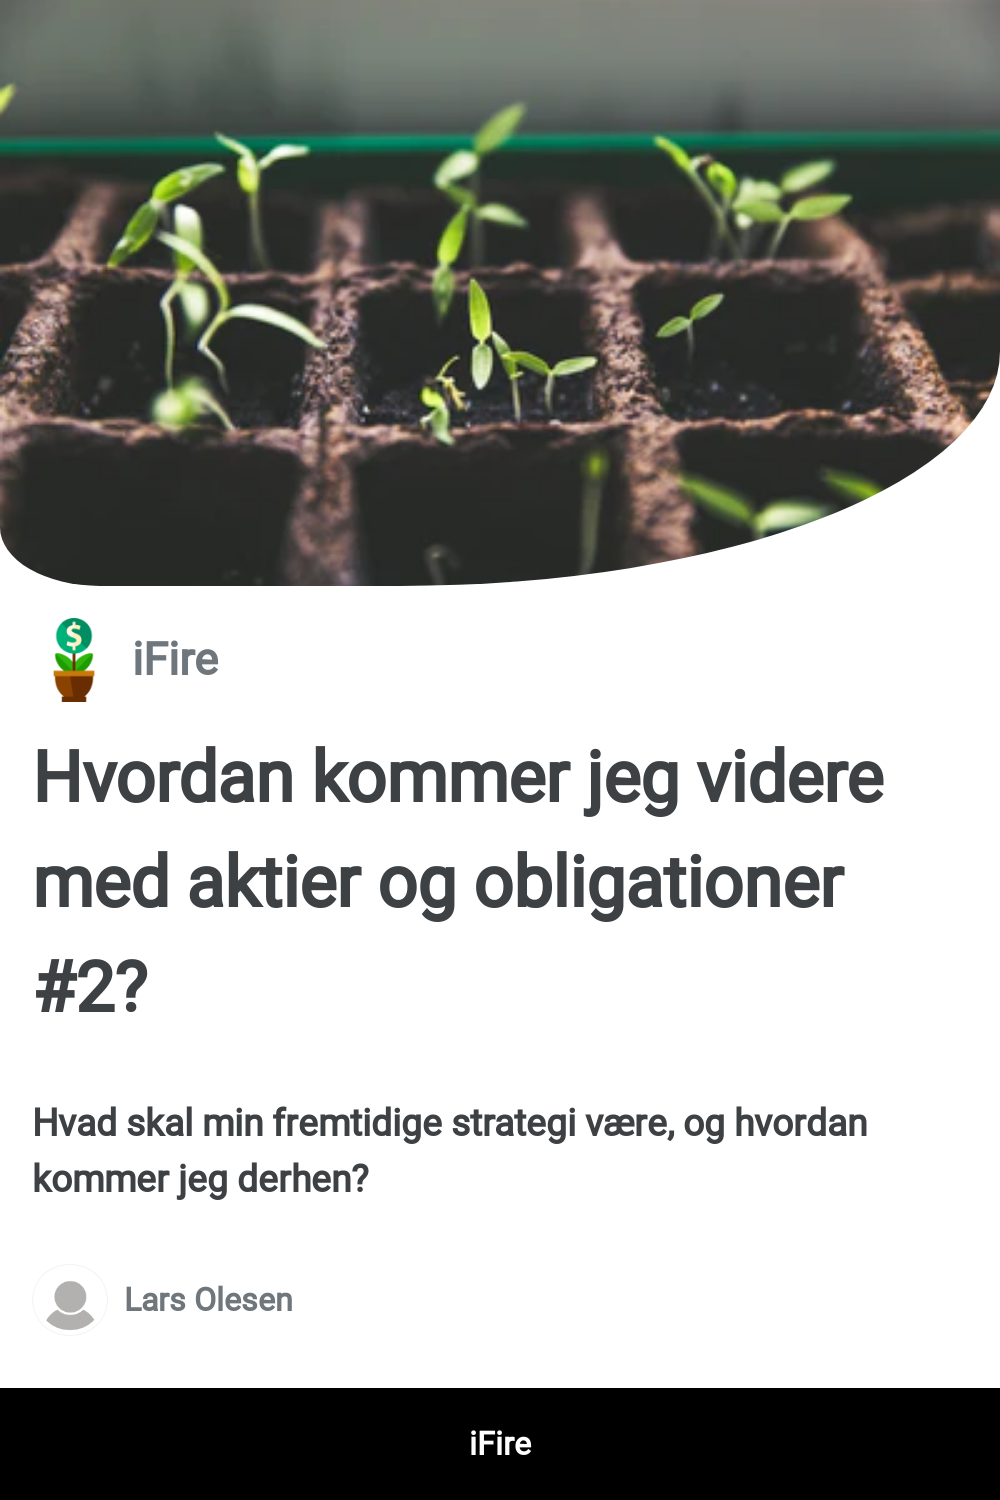 $
iFire
Hvordan kommer jeg videre
med aktier og obligationer
#2?
Hvad skal min fremtidige strategi være, og hvordan
kommer jeg derhen?
Lars Olesen
iFire